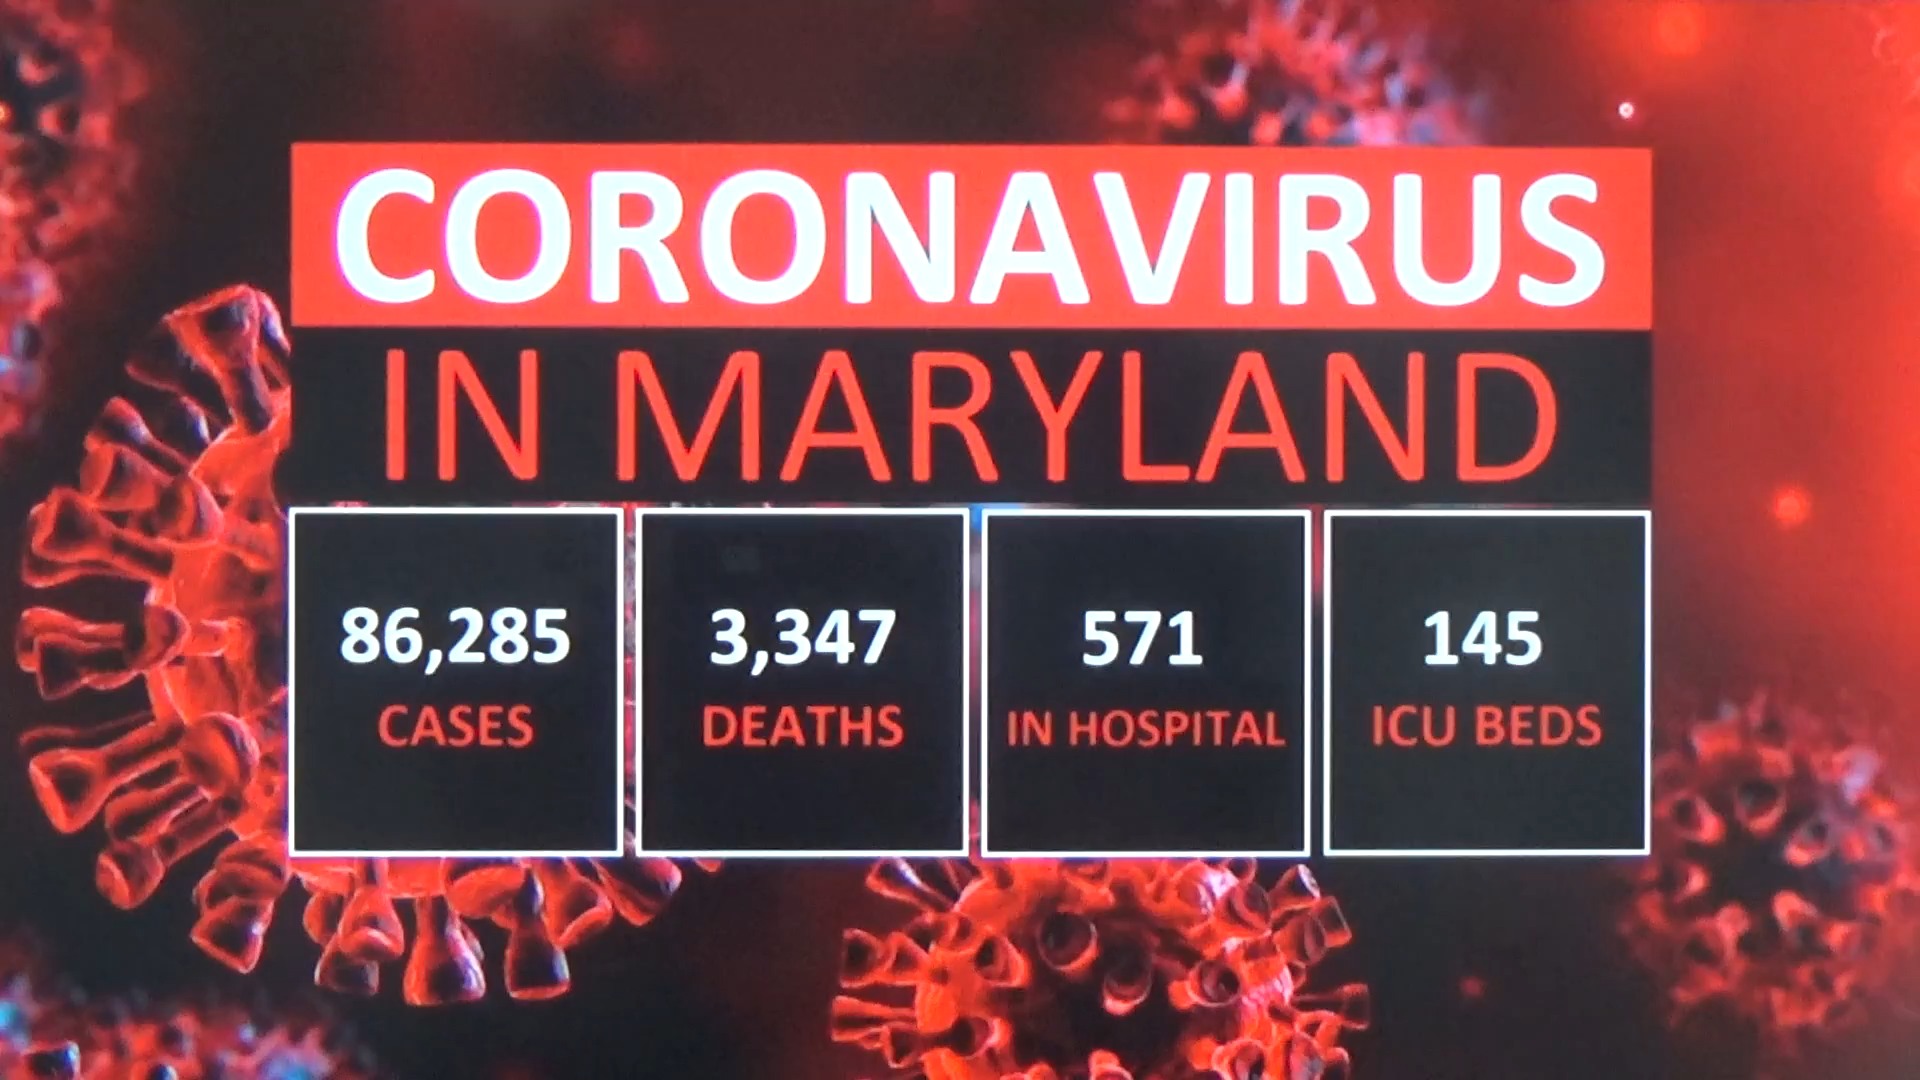 CORONAVIRUS
IN MARYLAND
86,285
CASES
3,347
DEATHS
571
IN HOSPITAL
145
ICU BEDS